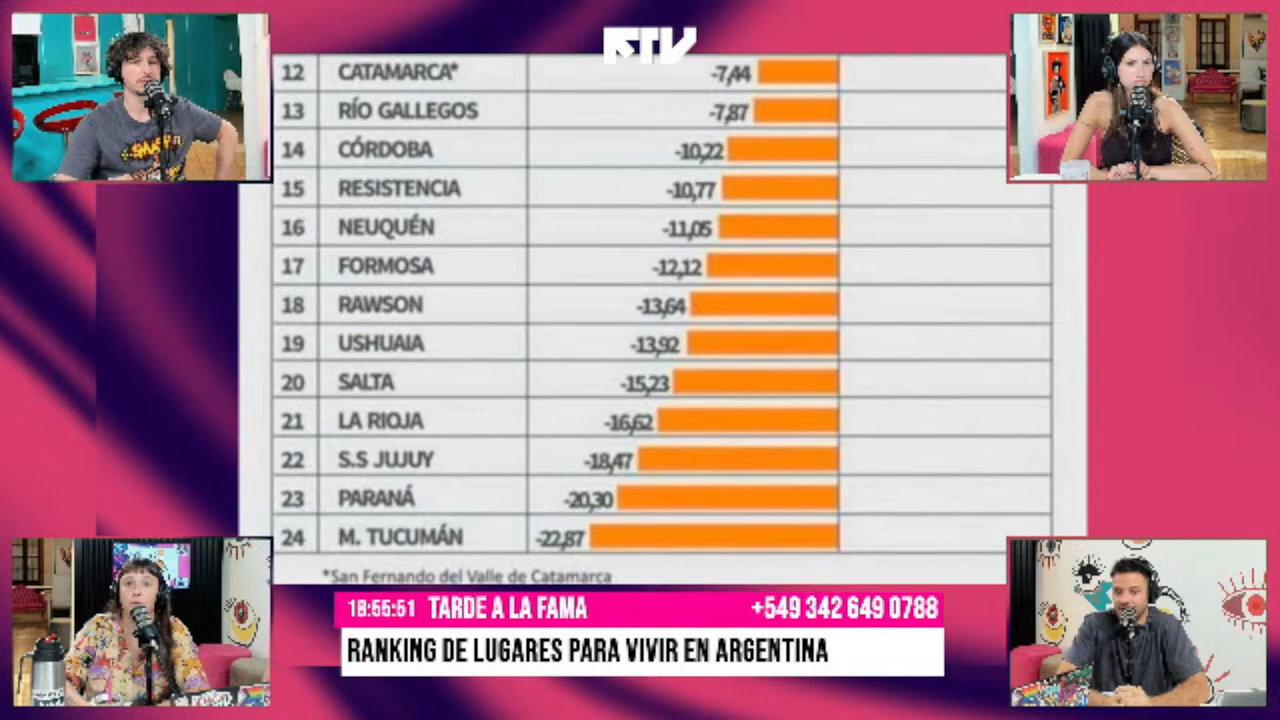 RTV
12 CATAMARCA* -7,44
13 RÍO GALLEGOS -7,87
14 CÓRDOBA -10,22
15 RESISTENCIA -10,77
16 NEUQUÉN -11,05
17 FORMOSA -12,12
18 RAWSON -13,64
19 USHUAIA -13,92
20 SALTA -15,23
21 LA RIOJA -16,62
22 S.S JUJUY -18,47
23 PARANÁ -20,30
24 M. TUCUMÁN -22,87
*San Fernando del Valle de Catamarca
18:55:51 TARDE A LA FAMA +549 342 649 0788
RANKING DE LUGARES PARA VIVIR EN ARGENTINA